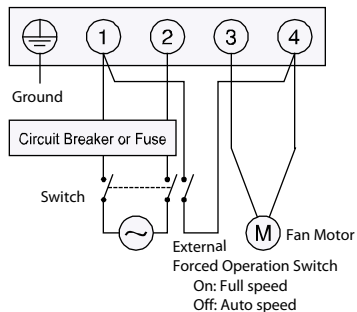 1 2 3 4
Ground
Circuit Breaker or Fuse
Switch
M Fan Motor
External
Forced Operation Switch
On: Full speed
Off: Auto speed